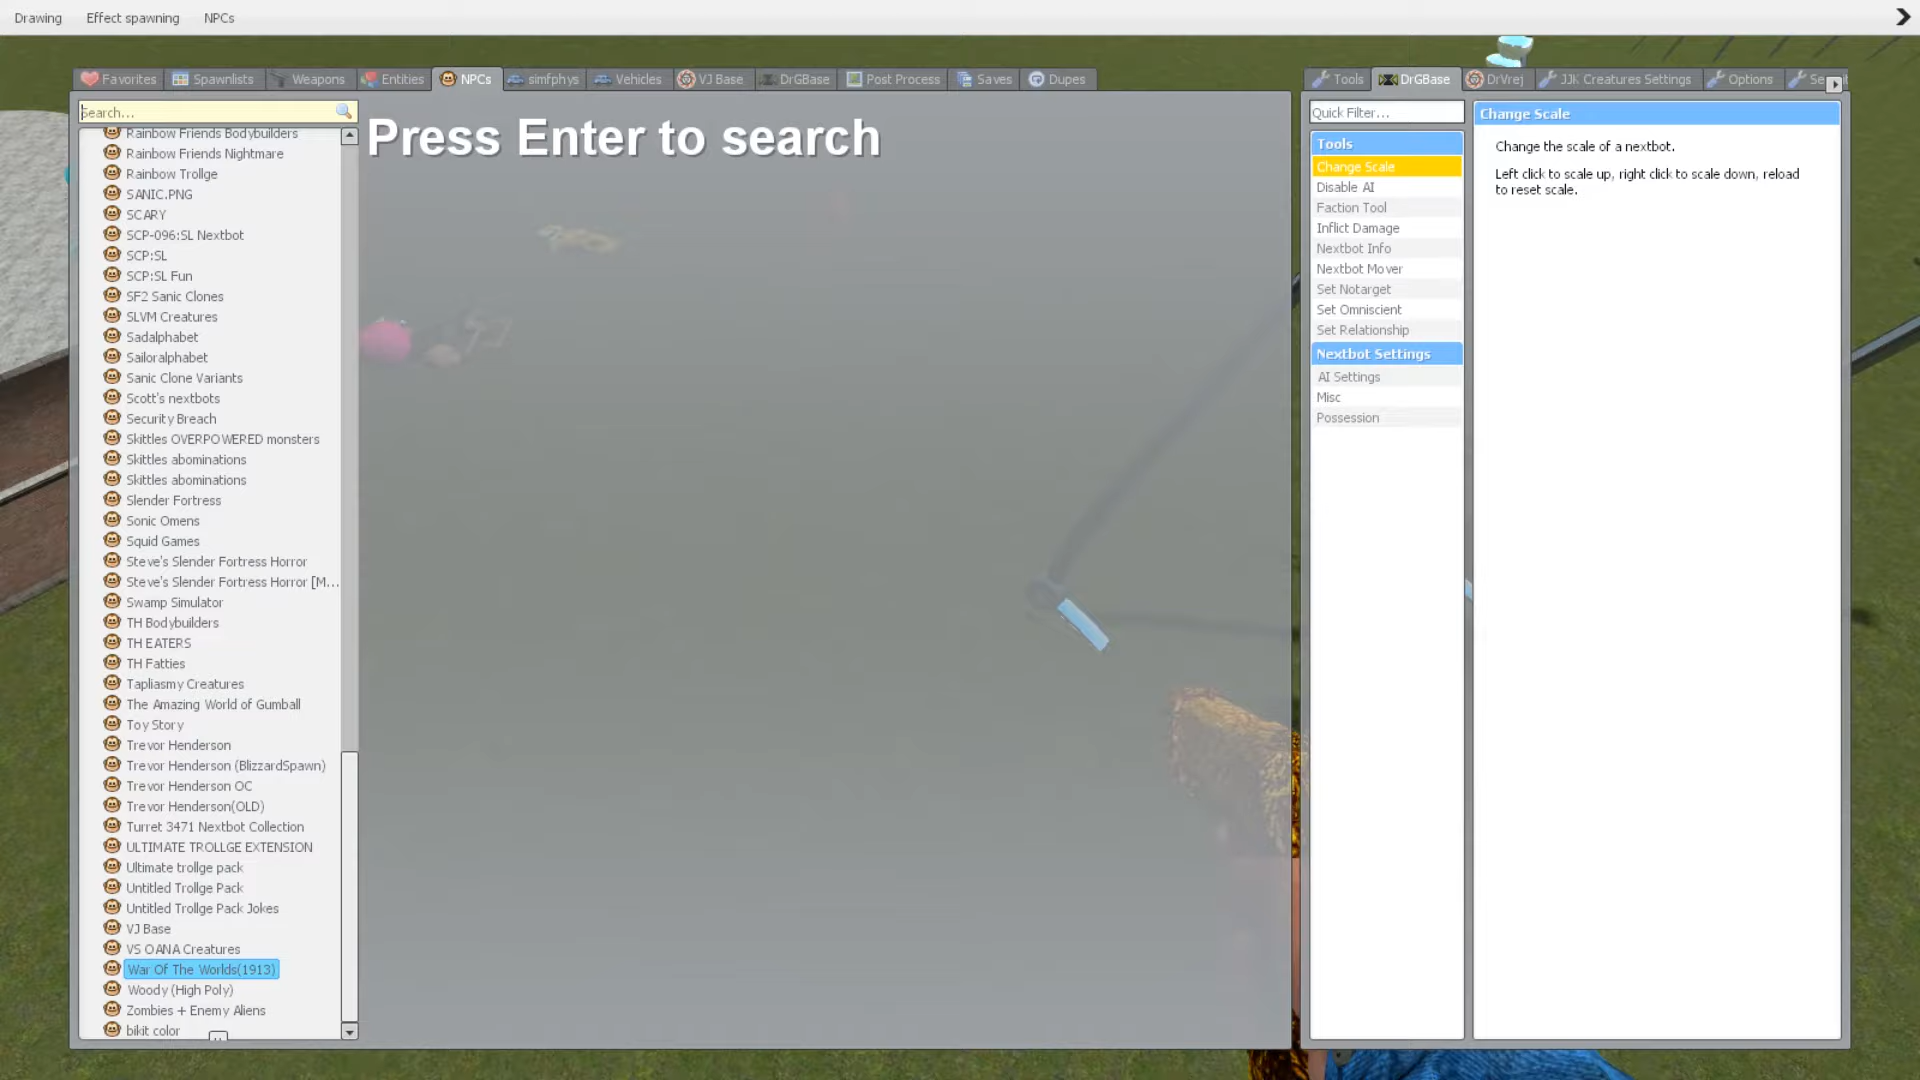 Drawing Effect spawning NPCs
Favorites Spawnlists Weapons Entities NPCs simfphys Vehicles VJ Base DrGBase Post Process Saves Dupes
Search...
Press Enter to search
Rainbow Friends Bodybuilders
Rainbow Friends Nightmare
Rainbow Trollge
SANIC.PNG
SCARY
SCP-096:SL Nextbot
SCP:SL
SCP:SL Fun
SF2 Sanic Clones
SLVM Creatures
Sadalphabet
Sailoralphabet
Sanic Clone Variants
Scott's nextbots
Security Breach
Skittles OVERPOWERED monsters
Skittles abominations
Skittles abominations
Slender Fortress
Sonic Omens
Squid Games
Steve's Slender Fortress Horror
Steve's Slender Fortress Horror [M...
Swamp Simulator
TH Bodybuilders
TH EATERS
TH Fatties
Tapliasmy Creatures
The Amazing World of Gumball
Toy Story
Trevor Henderson
Trevor Henderson (BlizzardSpawn)
Trevor Henderson OC
Trevor Henderson(OLD)
Turret 3471 Nextbot Collection
ULTIMATE TROLLGE EXTENSION
Ultimate trollge pack
Untitled Trollge Pack
Untitled Trollge Pack Jokes
VJ Base
VS OANA Creatures
War Of The Worlds(1913)
Woody (High Poly)
Zombies + Enemy Aliens
bikit color
Tools DrGBase DrVrej JJK Creatures Settings Options
Quick Filter...
Tools
Change Scale
Disable AI
Faction Tool
Inflict Damage
Nextbot Info
Nextbot Mover
Set Notarget
Set Omniscient
Set Relationship
Nextbot Settings
AI Settings
Misc
Possession
Change Scale
Change the scale of a nextbot.
Left click to scale up, right click to scale down, reload
to reset scale.